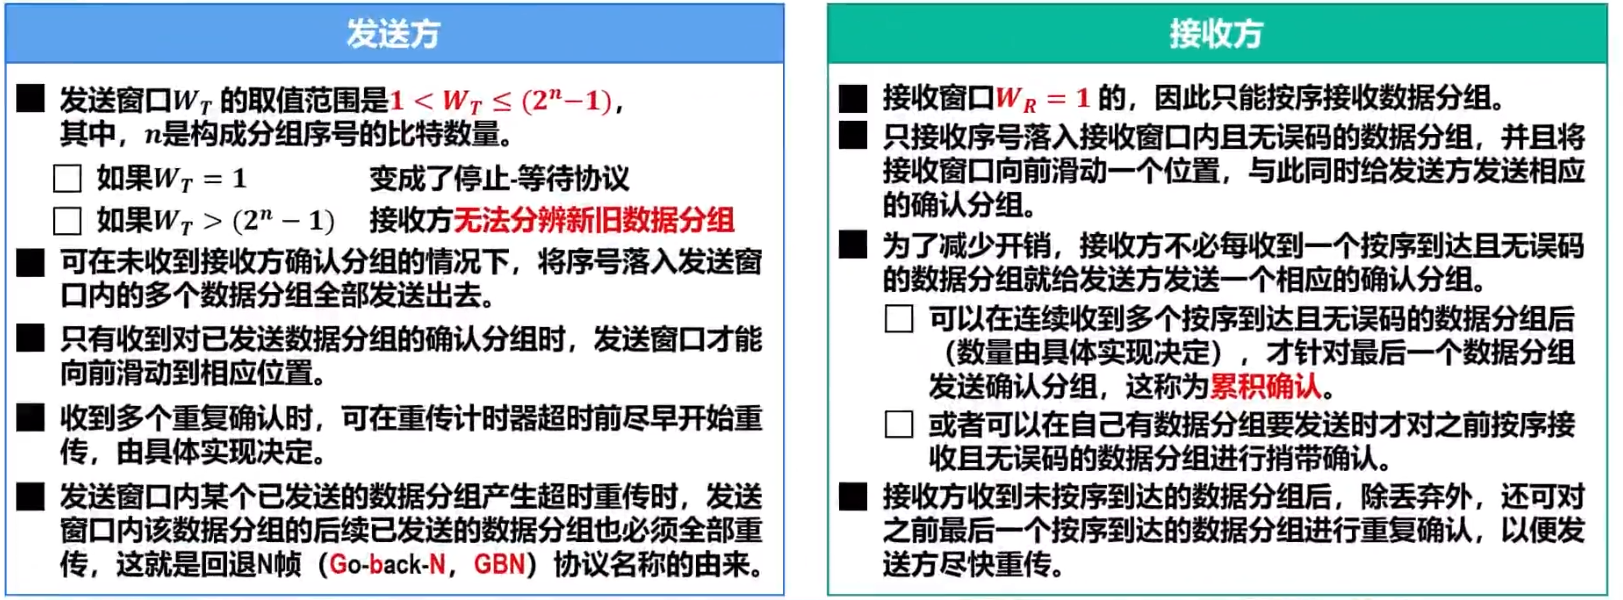 发送方
发送窗口W_T 的取值范围是1 < W_T ≤ (2^n−1)，
其中，n是构成分组序号的比特数量。
如果W_T = 1 变成了停止-等待协议
如果W_T > (2^n − 1) 接收方无法分辨新旧数据分组
可在未收到接收方确认分组的情况下，将序号落入发送窗
口内的多个数据分组全部发送出去。
只有收到对已发送数据分组的确认分组时，发送窗口才能
向前滑动到相应位置。
收到多个重复确认时，可在重传计时器超时前尽早开始重
传，由具体实现决定。
发送窗口内某个已发送的数据分组产生超时重传时，发送
窗口内该数据分组的后续已发送的数据分组也必须全部重
传，这就是回退N帧（Go-back-N，GBN）协议名称的由来。
接收方
接收窗口W_R = 1 的，因此只能按序接收数据分组。
只接收序号落入接收窗口内且无误码的数据分组，并且将
接收窗口向前滑动一个位置，与此同时给发送方发送相应
的确认分组。
为了减少开销，接收方不必每收到一个按序到达且无误码
的数据分组就给发送方发送一个相应的确认分组。
可以在连续收到多个按序到达且无误码的数据分组后
（数量由具体实现决定），才针对最后一个数据分组
发送确认分组，这称为累积确认。
或者可以在自己有数据分组要发送时才对之前按序接
收且无误码的数据分组进行捎带确认。
接收方收到未按序到达的数据分组后，除丢弃外，还可对
之前最后一个按序到达的数据分组进行重复确认，以便发
送方尽快重传。